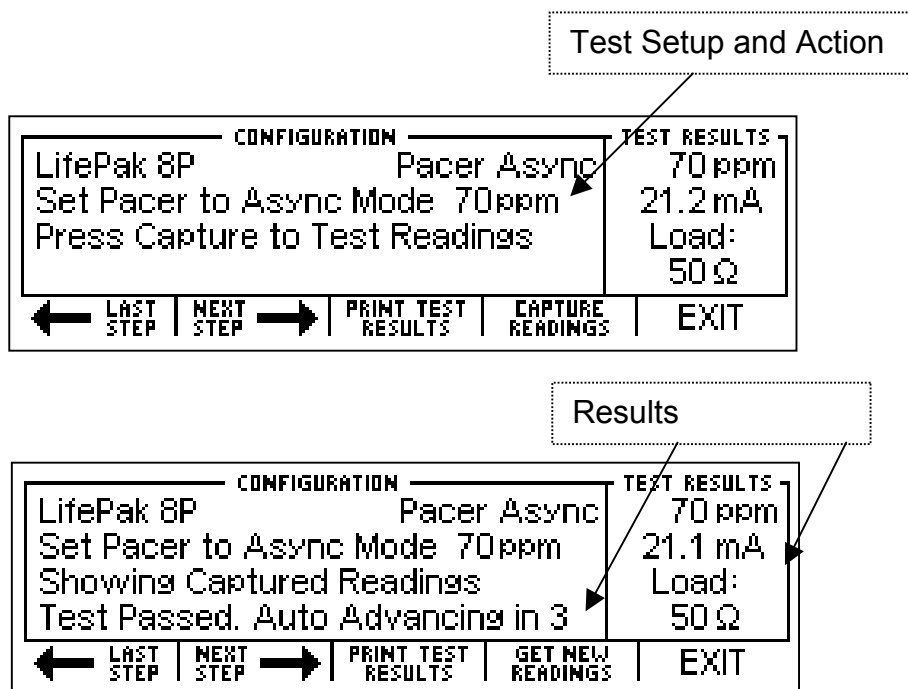 Test Setup and Action
CONFIGURATION TEST RESULTS
LifePak 8P Pacer Async 70 ppm
Set Pacer to Async Mode 70ppm 21.2 mA
Press Capture to Test Readings Load:
50 Ω
LAST STEP NEXT STEP PRINT TEST RESULTS CAPTURE READINGS EXIT
Results
CONFIGURATION TEST RESULTS
LifePak 8P Pacer Async 70 ppm
Set Pacer to Async Mode 70ppm 21.1 mA
Showing Captured Readings Load:
Test Passed. Auto Advancing in 3 50 Ω
LAST STEP NEXT STEP PRINT TEST RESULTS GET NEW READINGS EXIT